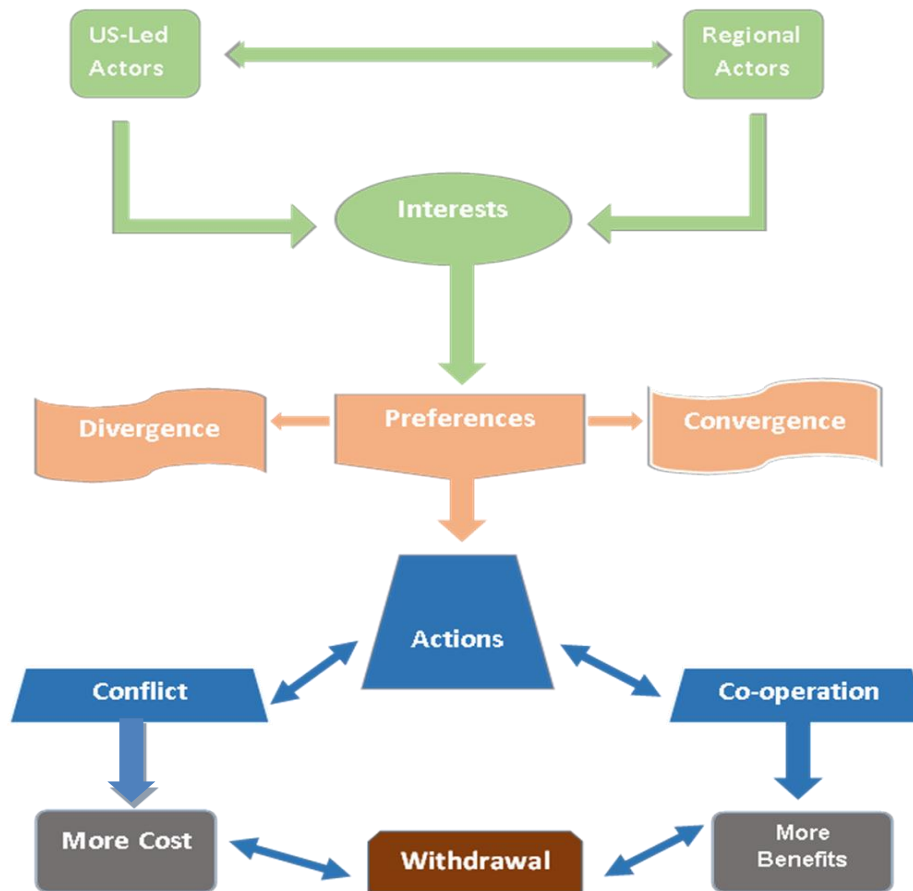 US-Led
Actors
Regional
Actors
Interests
Divergence
Preferences
Convergence
Actions
Conflict
Co-operation
More Cost
Withdrawal
More
Benefits